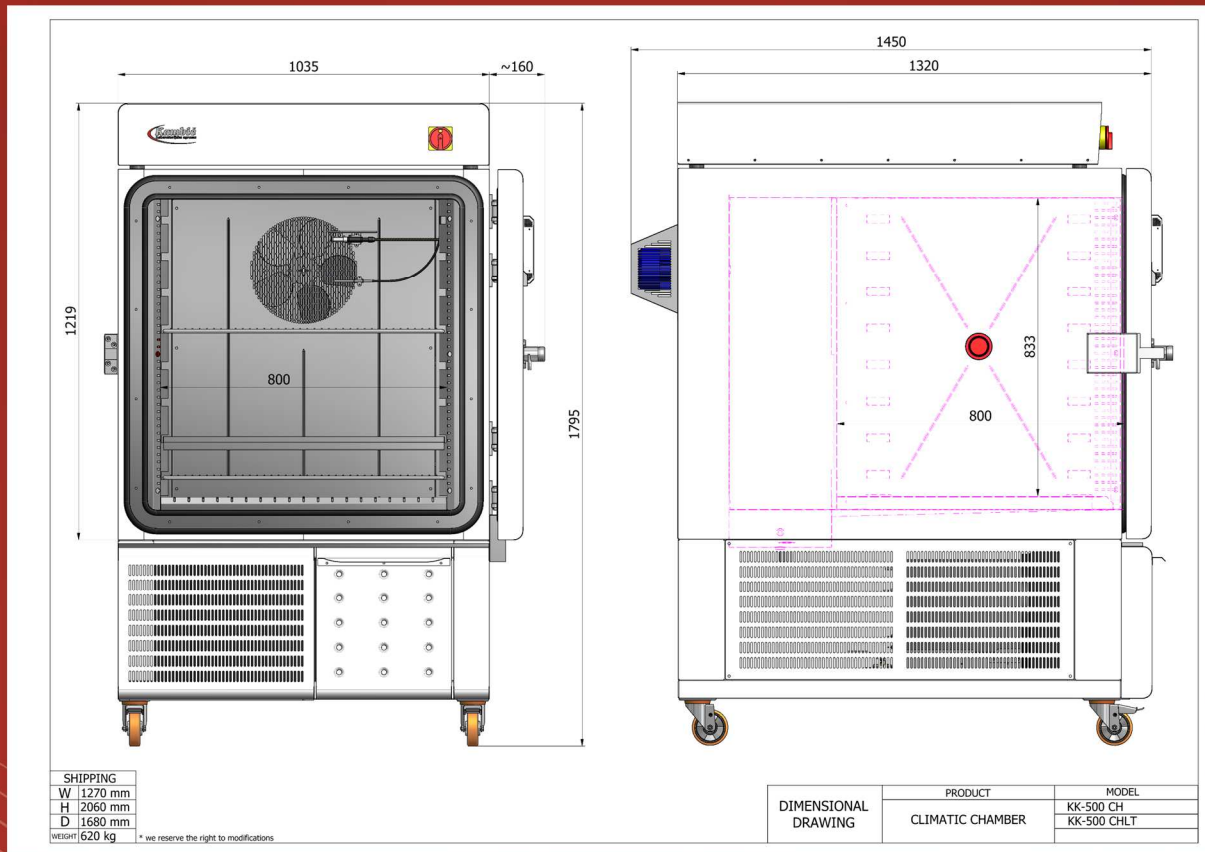 1035
~160
1219
1795
Kambič
800
1450
1320
833
800
SHIPPING
W 1270 mm
H 2060 mm
D 1680 mm
WEIGHT 620 kg
* we reserve the right to modifications
DIMENSIONAL
DRAWING
PRODUCT
CLIMATIC CHAMBER
MODEL
KK-500 CH
KK-500 CHLT